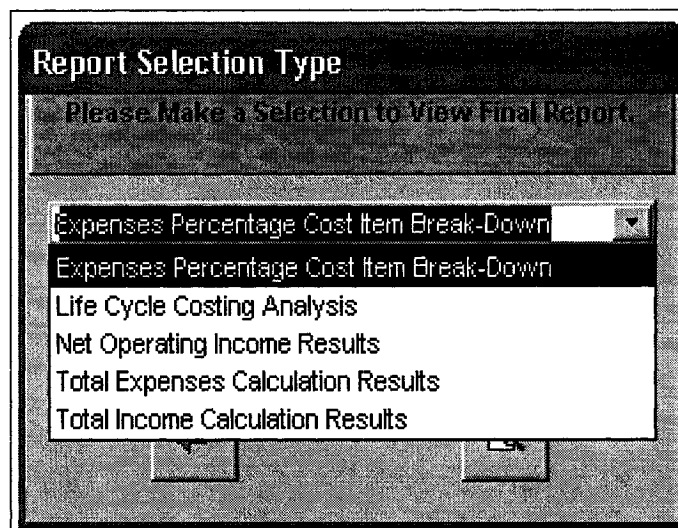 Report Selection Type
Please Make a Selection to View Final Report.
Expenses Percentage Cost Item Break-Down
Expenses Percentage Cost Item Break-Down
Life Cycle Costing Analysis
Net Operating Income Results
Total Expenses Calculation Results
Total Income Calculation Results